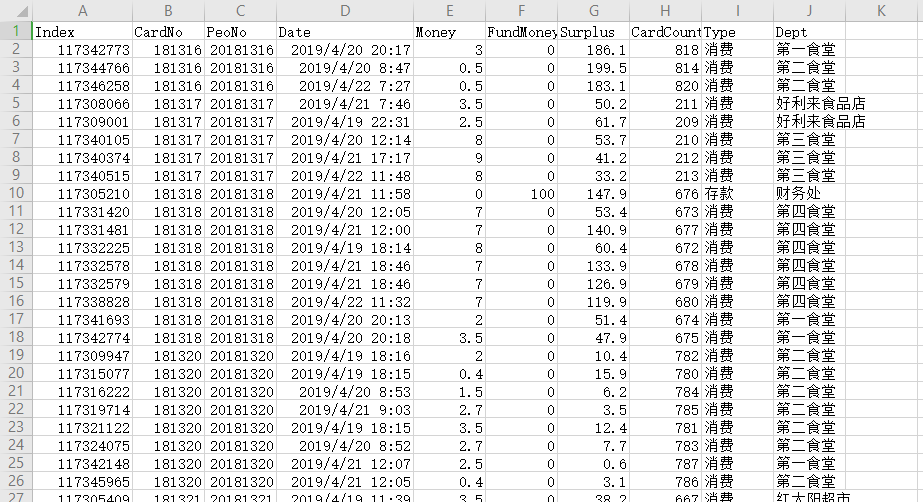 A B C D E F G H I J K
1 Index CardNo PeoNo Date Money FundMoney Surplus CardCount Type Dept
2 117342773 181316 20181316 2019/4/20 20:17 3 0 186.1 818 消费 第一食堂
3 117344766 181316 20181316 2019/4/20 8:47 0.5 0 199.5 814 消费 第二食堂
4 117346258 181316 20181316 2019/4/22 7:27 0.5 0 183.1 820 消费 第二食堂
5 117308066 181317 20181317 2019/4/21 7:46 3.5 0 50.2 211 消费 好利来食品店
6 117309001 181317 20181317 2019/4/19 22:31 2.5 0 61.7 209 消费 好利来食品店
7 117340105 181317 20181317 2019/4/20 12:14 8 0 53.7 210 消费 第三食堂
8 117340374 181317 20181317 2019/4/21 17:17 9 0 41.2 212 消费 第三食堂
9 117340515 181317 20181317 2019/4/22 11:48 8 0 33.2 213 消费 第三食堂
10 117305210 181318 20181318 2019/4/21 11:58 0 100 147.9 676 存款 财务处
11 117331420 181318 20181318 2019/4/20 12:05 7 0 53.4 673 消费 第四食堂
12 117331481 181318 20181318 2019/4/21 12:00 7 0 140.9 677 消费 第四食堂
13 117332225 181318 20181318 2019/4/19 18:14 8 0 60.4 672 消费 第四食堂
14 117332578 181318 20181318 2019/4/21 18:46 7 0 133.9 678 消费 第四食堂
15 117332579 181318 20181318 2019/4/21 18:46 7 0 126.9 679 消费 第四食堂
16 117338828 181318 20181318 2019/4/22 11:32 7 0 119.9 680 消费 第四食堂
17 117341693 181318 20181318 2019/4/20 20:13 2 0 51.4 674 消费 第一食堂
18 117342774 181318 20181318 2019/4/20 20:18 3.5 0 47.9 675 消费 第一食堂
19 117309947 181320 20181320 2019/4/19 18:16 2 0 10.4 782 消费 第二食堂
20 117315077 181320 20181320 2019/4/19 18:15 0.4 0 15.9 780 消费 第二食堂
21 117316222 181320 20181320 2019/4/20 8:53 1.5 0 6.2 784 消费 第二食堂
22 117319714 181320 20181320 2019/4/21 9:03 2.7 0 3.5 785 消费 第二食堂
23 117321122 181320 20181320 2019/4/19 18:15 3.5 0 12.4 781 消费 第二食堂
24 117324075 181320 20181320 2019/4/20 8:52 2.7 0 7.7 783 消费 第二食堂
25 117342148 181320 20181320 2019/4/21 12:07 2.5 0 0.6 787 消费 第一食堂
26 117345965 181320 20181320 2019/4/21 12:05 0.4 0 3.1 786 消费 第二食堂
27 117305409 181321 20181321 2019/4/19 11:39 3.5 0 38.2 667 消费 红太阳超市